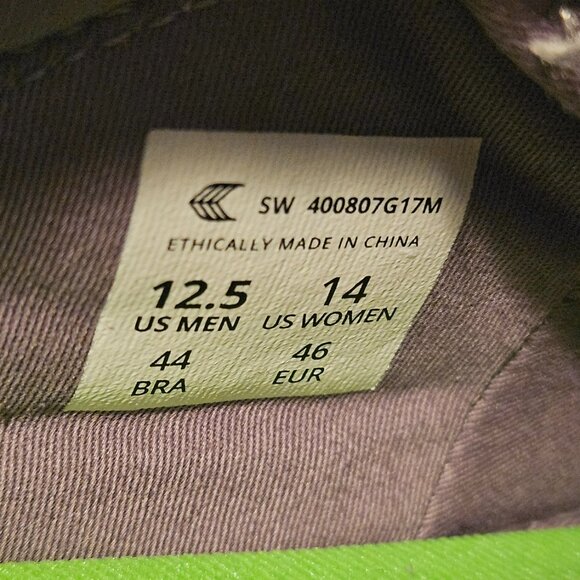 SW 400807G17M
ETHICALLY MADE IN CHINA
12.5 14
US MEN US WOMEN
44 46
BRA EUR